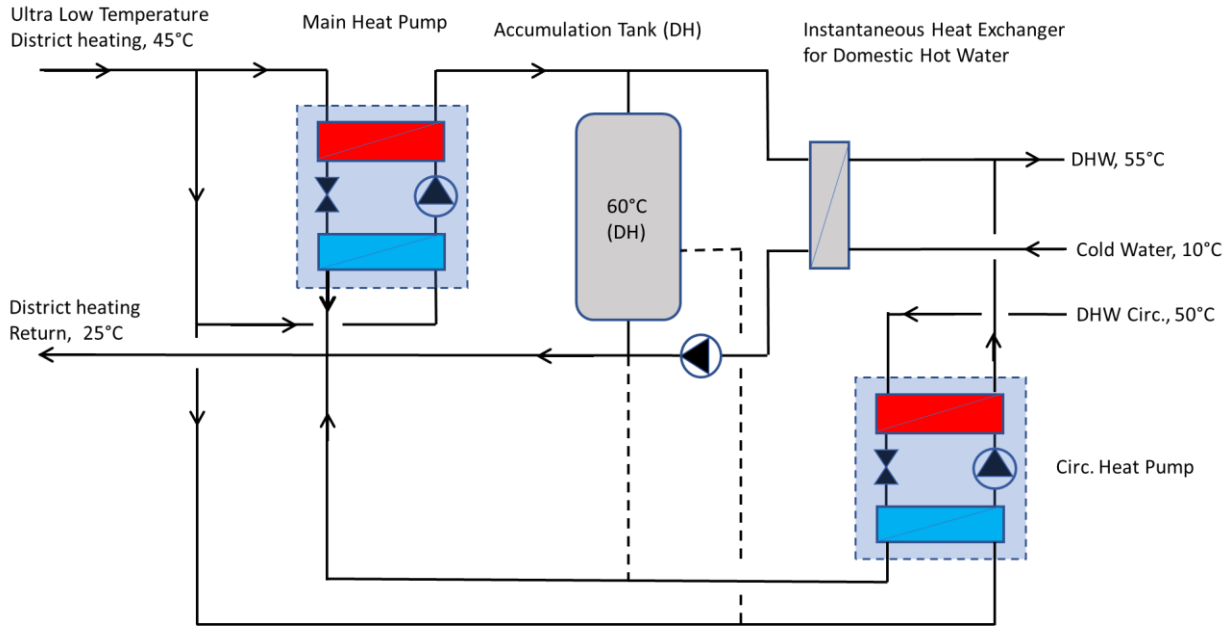 Ultra Low Temperature
District heating, 45°C
Main Heat Pump
Accumulation Tank (DH)
Instantaneous Heat Exchanger
for Domestic Hot Water
DHW, 55°C
60°C
(DH)
Cold Water, 10°C
District heating
Return,  25°C
DHW Circ., 50°C
Circ. Heat Pump